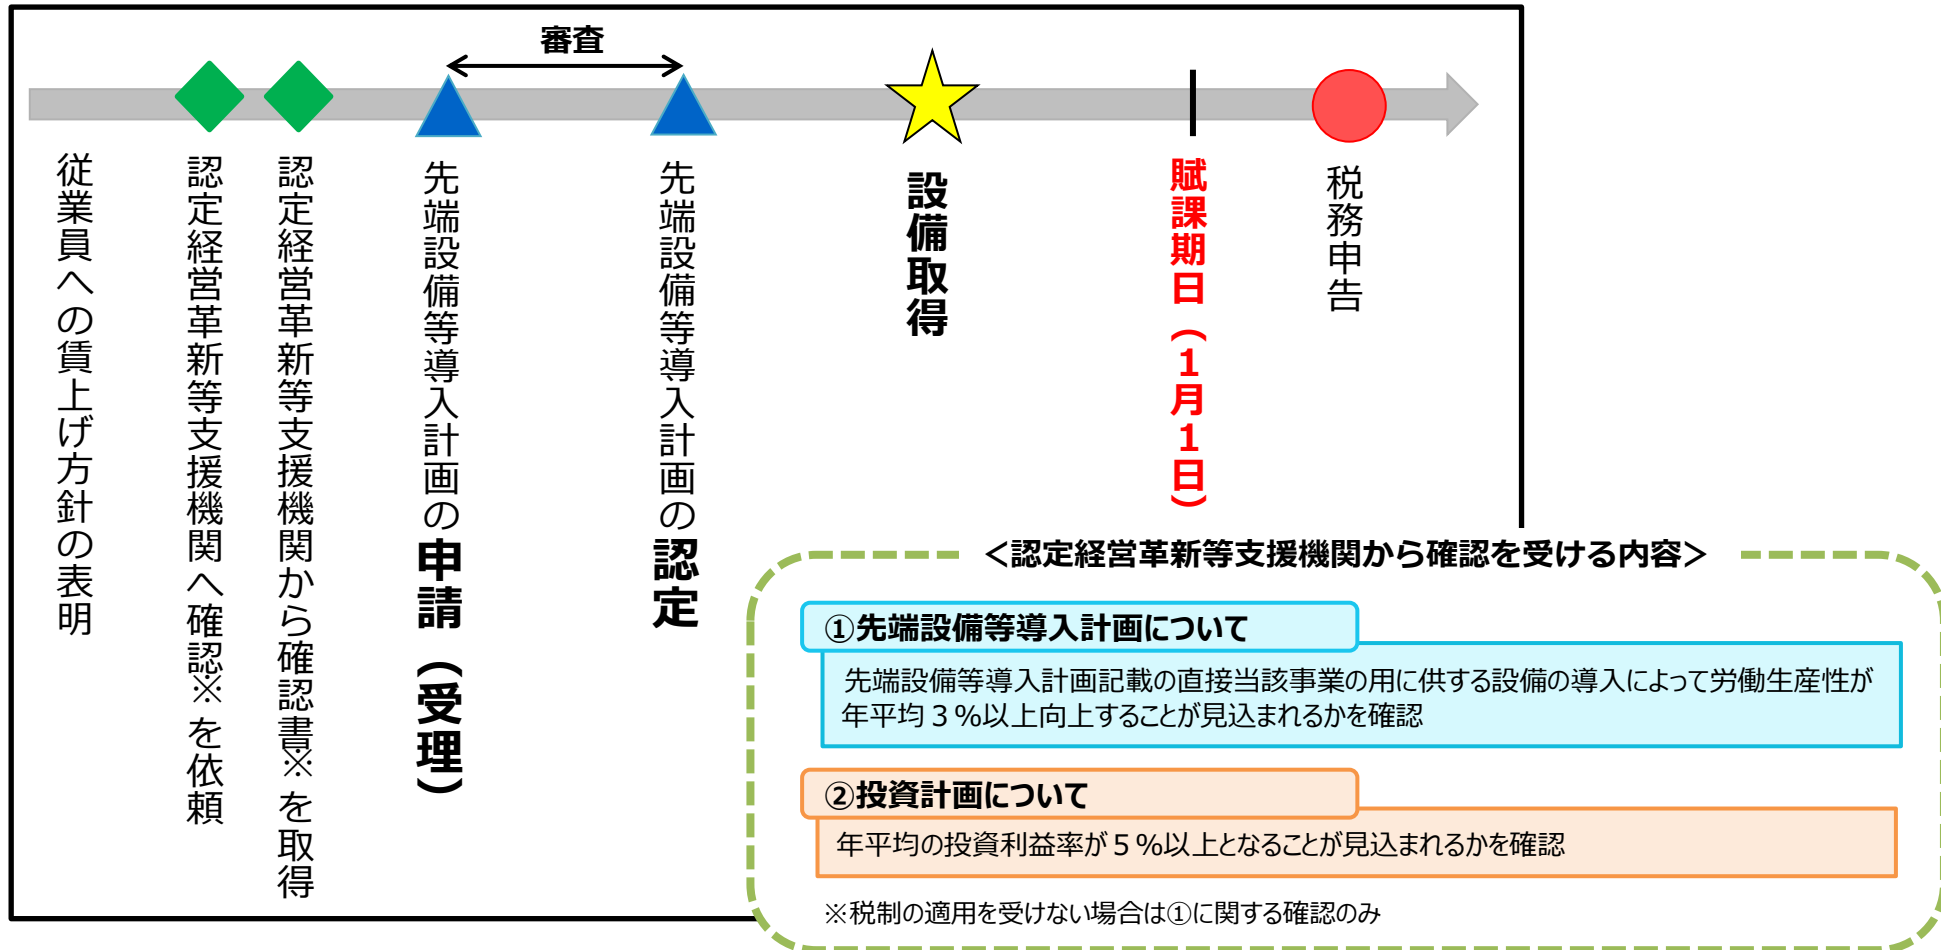 審査
従業員への賃上げ方針の表明
認定経営革新等支援機関へ確認※を依頼
認定経営革新等支援機関から確認書※を取得
先端設備等導入計画の申請（受理）
先端設備等導入計画の認定
設備取得
賦課期日（１月１日）
税務申告
＜認定経営革新等支援機関から確認を受ける内容＞
①先端設備等導入計画について
先端設備等導入計画記載の直接当該事業の用に供する設備の導入によって労働生産性が
年平均３％以上向上することが見込まれるかを確認
②投資計画について
年平均の投資利益率が５％以上となることが見込まれるかを確認
※税制の適用を受けない場合は①に関する確認のみ